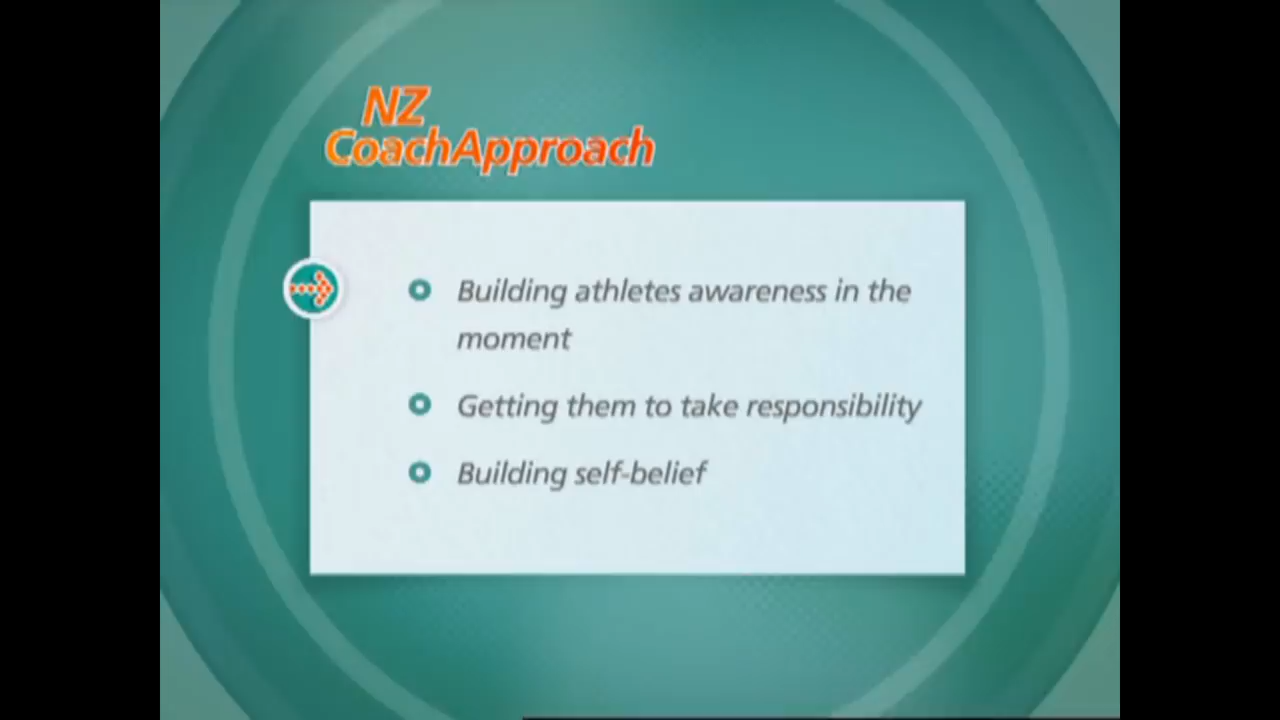 NZ
CoachApproach
Building athletes awareness in the
moment
Getting them to take responsibility
Building self-belief